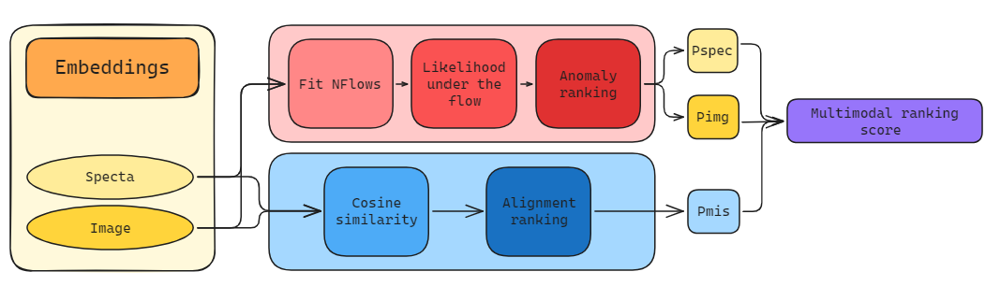 Embeddings
Specta
Image
Fit NFlows
Likelihood
under the
flow
Anomaly
ranking
Cosine
similarity
Alignment
ranking
Pspec
Pimg
Pmis
Multimodal ranking
score